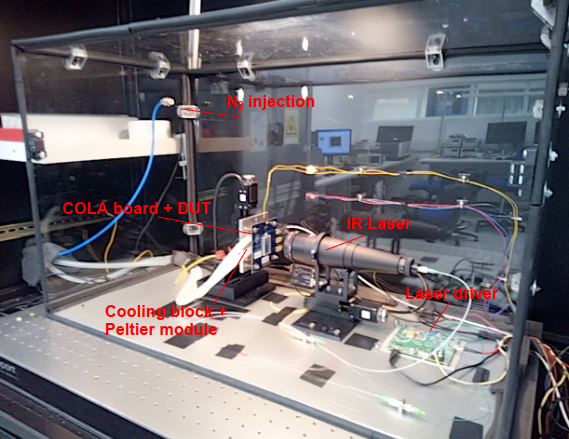 N₂ injection
COLA board + DUT
IR Laser
Laser driver
Cooling block +
Peltier module